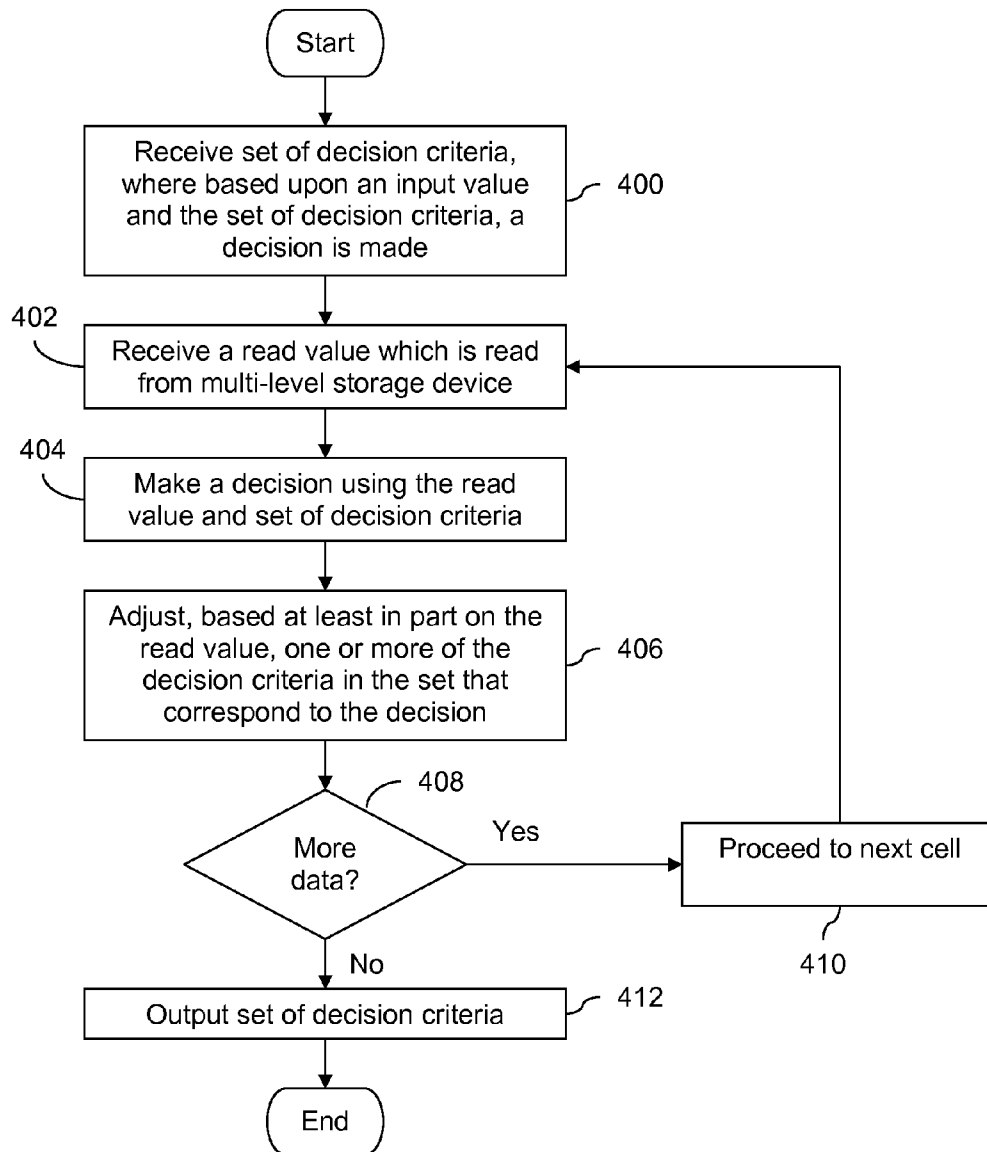 Start
Receive set of decision criteria,
where based upon an input value
and the set of decision criteria, a
decision is made
400
402
Receive a read value which is read
from multi-level storage device
404
Make a decision using the read
value and set of decision criteria
Adjust, based at least in part on the
read value, one or more of the
decision criteria in the set that
correspond to the decision
406
408
More
data?
Yes
Proceed to next cell
410
No
Output set of decision criteria
412
End